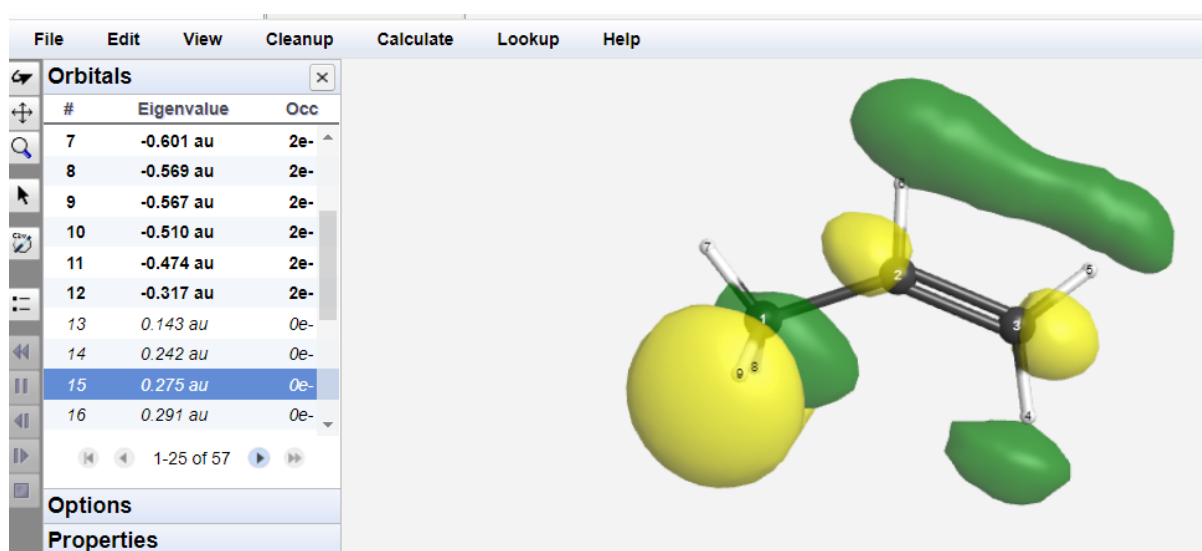 File Edit View Cleanup Calculate Lookup Help
Orbitals ×
# Eigenvalue Occ
7 -0.601 au 2e-
8 -0.569 au 2e-
9 -0.567 au 2e-
10 -0.510 au 2e-
11 -0.474 au 2e-
12 -0.317 au 2e-
13 0.143 au 0e-
14 0.242 au 0e-
15 0.275 au 0e-
16 0.291 au 0e-
1-25 of 57
Options
Properties
6
7
2
5
1
3
9 8
4